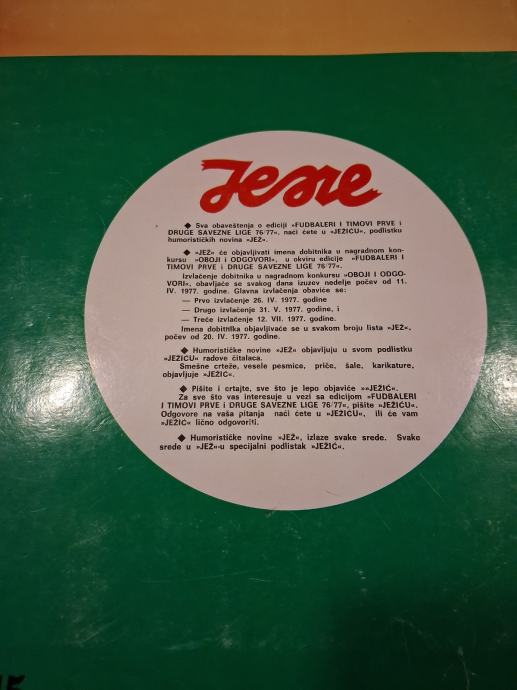 Jež
◆ Sva obaveštenja o ediciji »FUDBALERI I TIMOVI PRVE i
DRUGE SAVEZNE LIGE 76/77«, naći ćete u »JEŽIĆU«, podlistku
humorističkih novina »JEŽ«.
◆ »JEŽ« će objavljivati imena dobitnika u nagradnom kon-
kursu »OBOJI I ODGOVORI«, u okviru edicije »FUDBALERI I
TIMOVI PRVE i DRUGE SAVEZNE LIGE 76/77«.
Izvlačenje dobitnika u nagradnom konkursu »OBOJI I ODGO-
VORI«, obavljaće se svakog dana izuzev nedelje počev od 11.
IV. 1977. godine. Glavna izvlačenja obaviće se:
— Prvo izvlačenje 26. IV. 1977. godine
— Drugo izvlačenje 31. V. 1977. godine, i
— Treće izvlačenje 12. VII. 1977. godine.
Imena dobitnika objavljivaće se u svakom broju lista »JEŽ«,
počev od 20. IV. 1977. godine.
◆ Humorističke novine »JEŽ« objavljuju u svom podlistku
»JEŽIĆU« radove čitalaca.
Smešne crteže, vesele pesmice, priče, šale, karikature,
objavljuje »JEŽIĆ«.
◆ Pišite i crtajte, sve što je lepo objaviće »»JEŽIĆ«.
Za sve što vas interesuje u vezi sa edicijom »FUDBALERI
I TIMOVI PRVE i DRUGE SAVEZNE LIGE 76/77«, pišite »JEŽIĆU«.
Odgovore na vaša pitanja naći ćete u »JEŽIĆU«, ili će vam
»JEŽIĆ« lično odgovoriti.
◆ Humorističke novine »JEŽ«, izlaze svake srede. Svake
srede u »JEŽ«-u specijalni podlistak »JEŽIĆ«.